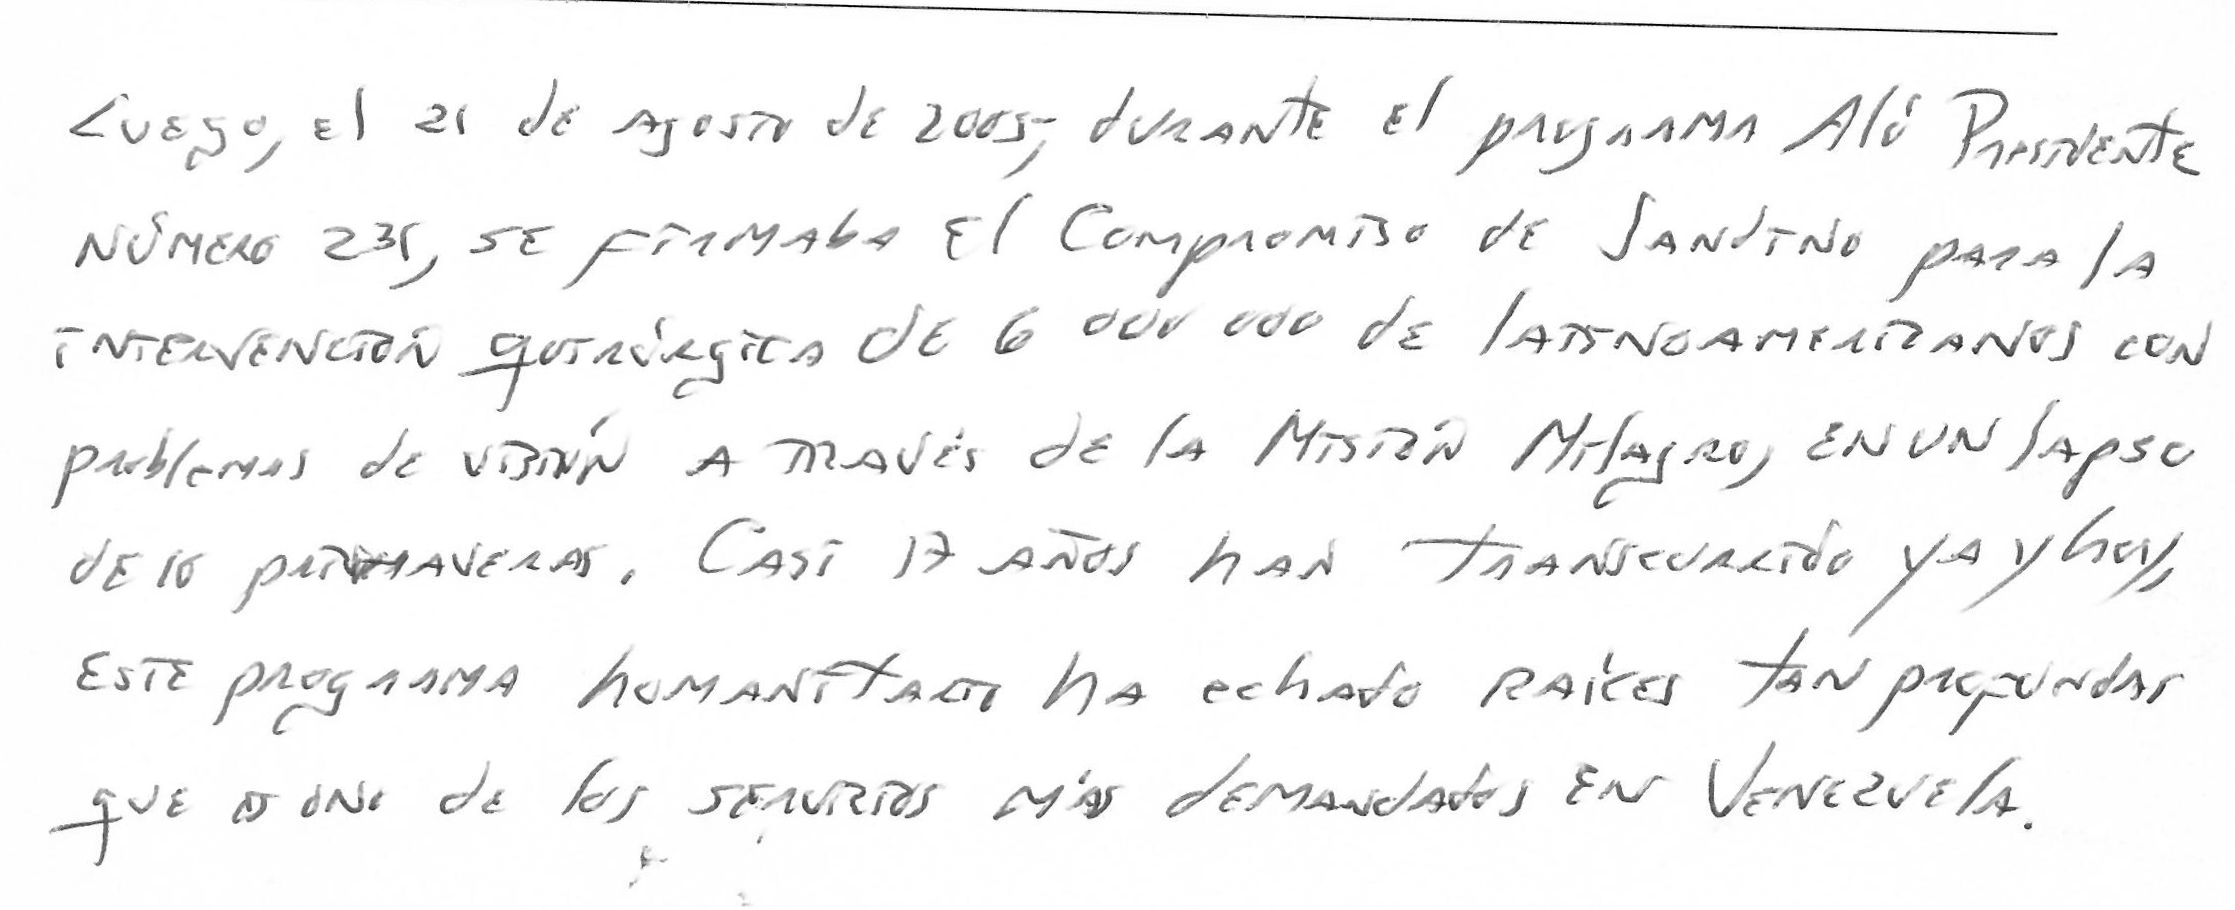 Luego, el 21 de agosto de 2005, durante el programa Aló Presidente
número 231, se firmaba el Compromiso de Sandino para la
intervención quirúrgica de 6 000 000 de latinoamericanos con
problemas de visión a través de la Misión Milagro, en un lapso
de 10 primaveras. Casi 17 años han transcurrido ya y hoy,
este programa humanitario ha echado raíces tan profundas
que es uno de los servicios más demandados en Venezuela.